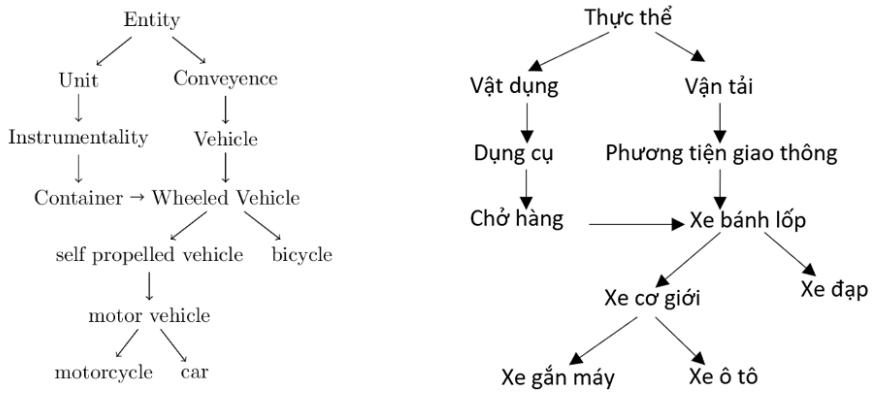 Entity
Unit
Conveyence
Instrumentality
Vehicle
Container → Wheeled Vehicle
self propelled vehicle
bicycle
motor vehicle
motorcycle
car
Thực thể
Vật dụng
Vận tải
Dụng cụ
Phương tiện giao thông
Chở hàng
Xe bánh lốp
Xe cơ giới
Xe đạp
Xe gắn máy
Xe ô tô